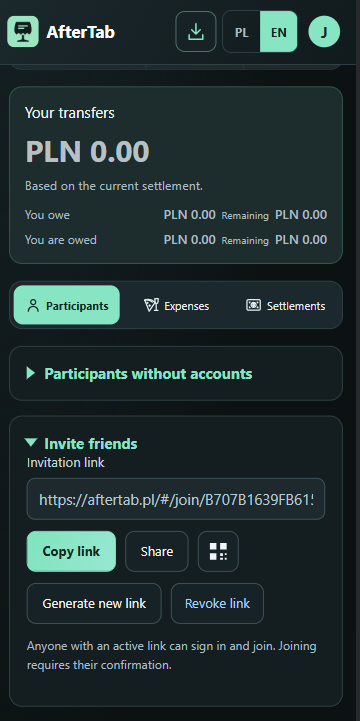 AfterTab
PL EN J
Your transfers
PLN 0.00
Based on the current settlement.
You owe PLN 0.00 Remaining PLN 0.00
You are owed PLN 0.00 Remaining PLN 0.00
Participants Expenses Settlements
Participants without accounts
Invite friends
Invitation link
https://aftertab.pl/#/join/B707B1639FB615
Copy link Share
Generate new link Revoke link
Anyone with an active link can sign in and join. Joining
requires their confirmation.